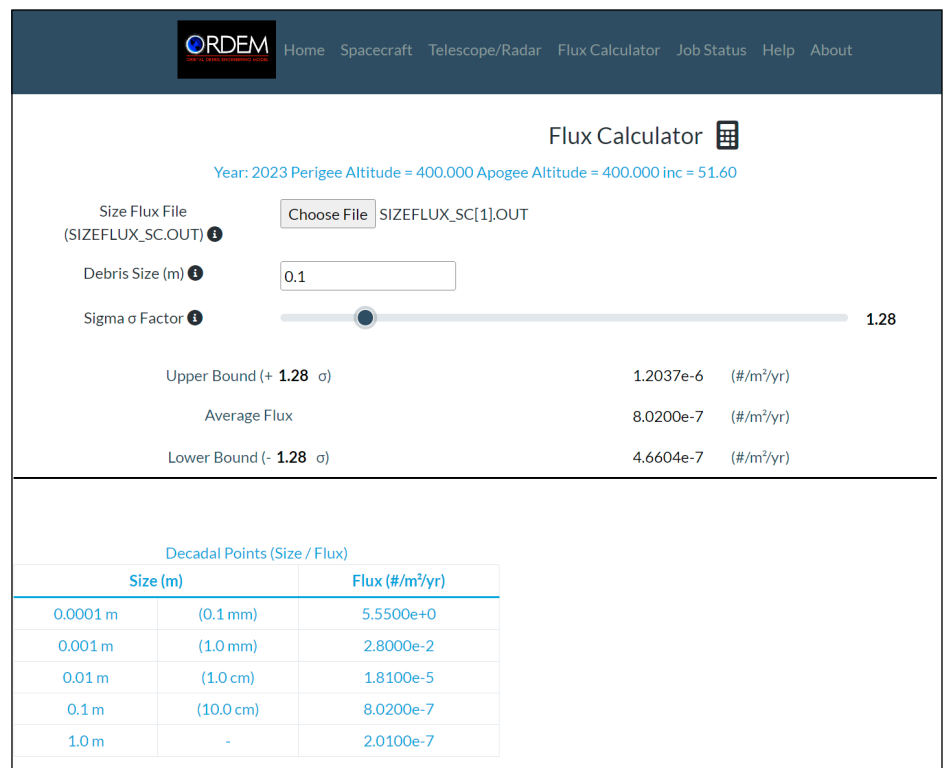 ORDEM
ORBITAL DEBRIS ENGINEERING MODEL
Home Spacecraft Telescope/Radar Flux Calculator Job Status Help About
Flux Calculator
Year: 2023 Perigee Altitude = 400.000 Apogee Altitude = 400.000 inc = 51.60
Size Flux File
(SIZEFLUX_SC.OUT)
Choose File SIZEFLUX_SC[1].OUT
Debris Size (m)
0.1
Sigma σ Factor
1.28
Upper Bound (+ 1.28 σ) 1.2037e-6 (#/m²/yr)
Average Flux 8.0200e-7 (#/m²/yr)
Lower Bound (- 1.28 σ) 4.6604e-7 (#/m²/yr)
Decadal Points (Size / Flux)
Size (m) Flux (#/m²/yr)
0.0001 m (0.1 mm) 5.5500e+0
0.001 m (1.0 mm) 2.8000e-2
0.01 m (1.0 cm) 1.8100e-5
0.1 m (10.0 cm) 8.0200e-7
1.0 m - 2.0100e-7